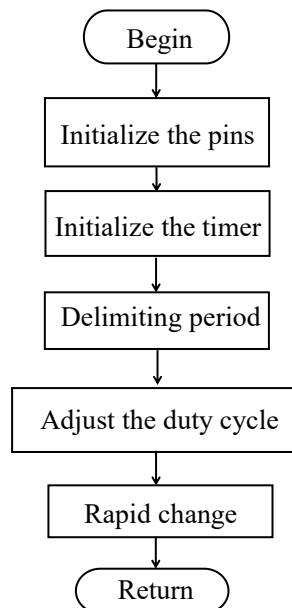 Begin
Initialize the pins
Initialize the timer
Delimiting period
Adjust the duty cycle
Rapid change
Return